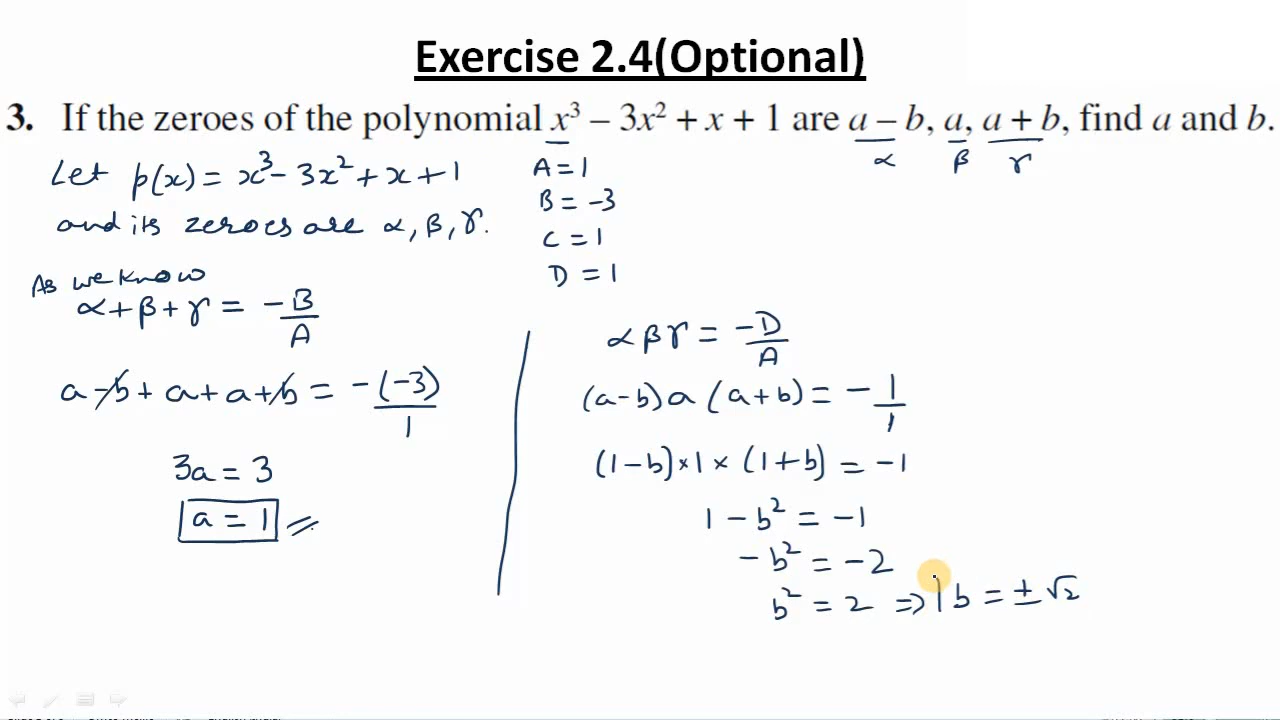 Exercise 2.4(Optional)
3. If the zeroes of the polynomial x³ – 3x² + x + 1 are a – b, a, a + b, find a and b.
α β γ
Let p(x) = x³- 3x² + x + 1
and its zeroes are α, β, γ.
A = 1
B = -3
C = 1
D = 1
As we know
α + β + γ = -B/A
a - b + a + a + b = -(-3)/1
3a = 3
a = 1
α β γ = -D/A
(a-b) a (a+b) = -1/1
(1-b) × 1 × (1+b) = -1
1 - b² = -1
- b² = -2
b² = 2 ⇒ b = ± √2